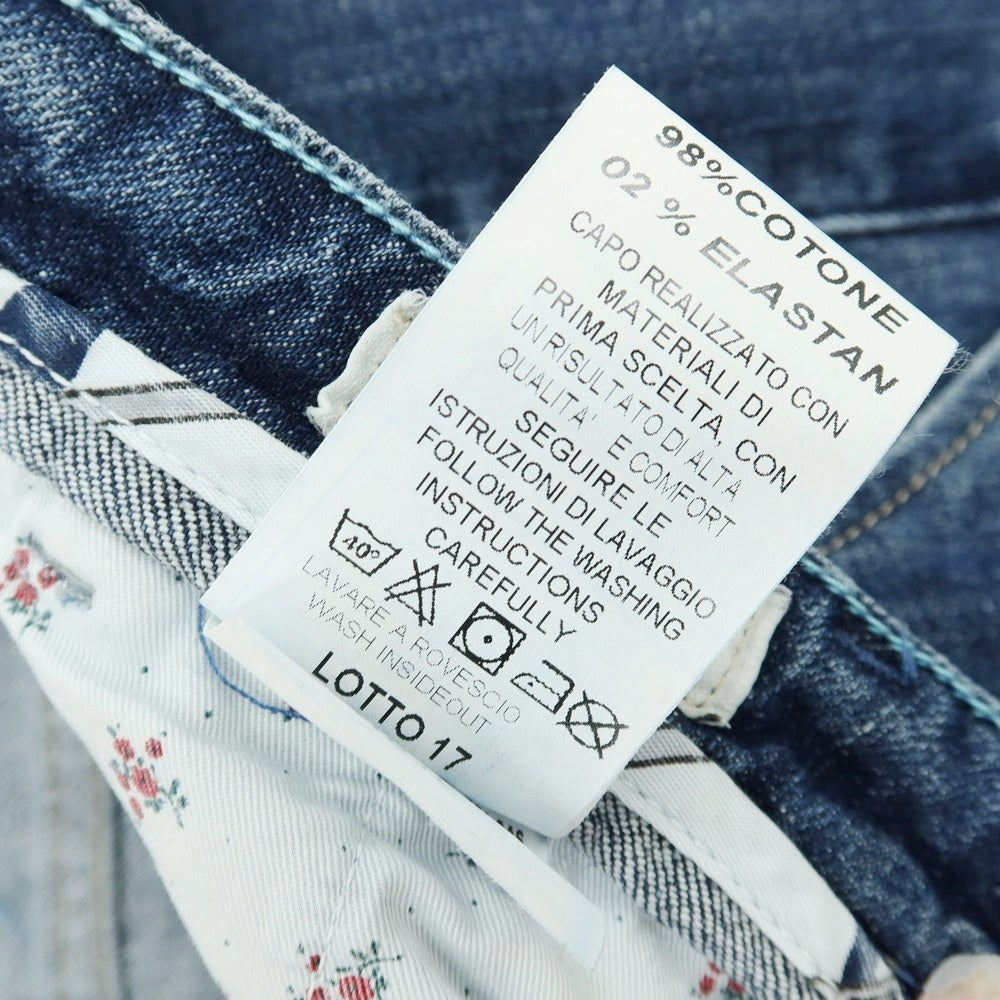 98%COTONE
02 % ELASTAN
CAPO REALIZZATO CON
MATERIALI DI
PRIMA SCELTA, CON
UN RISULTATO DI ALTA
QUALITA' E COMFORT
SEGUIRE LE
ISTRUZIONI DI LAVAGGIO
FOLLOW THE WASHING
INSTRUCTIONS
CAREFULLY
40°
LAVARE A ROVESCIO
WASH INSIDEOUT
LOTTO 17